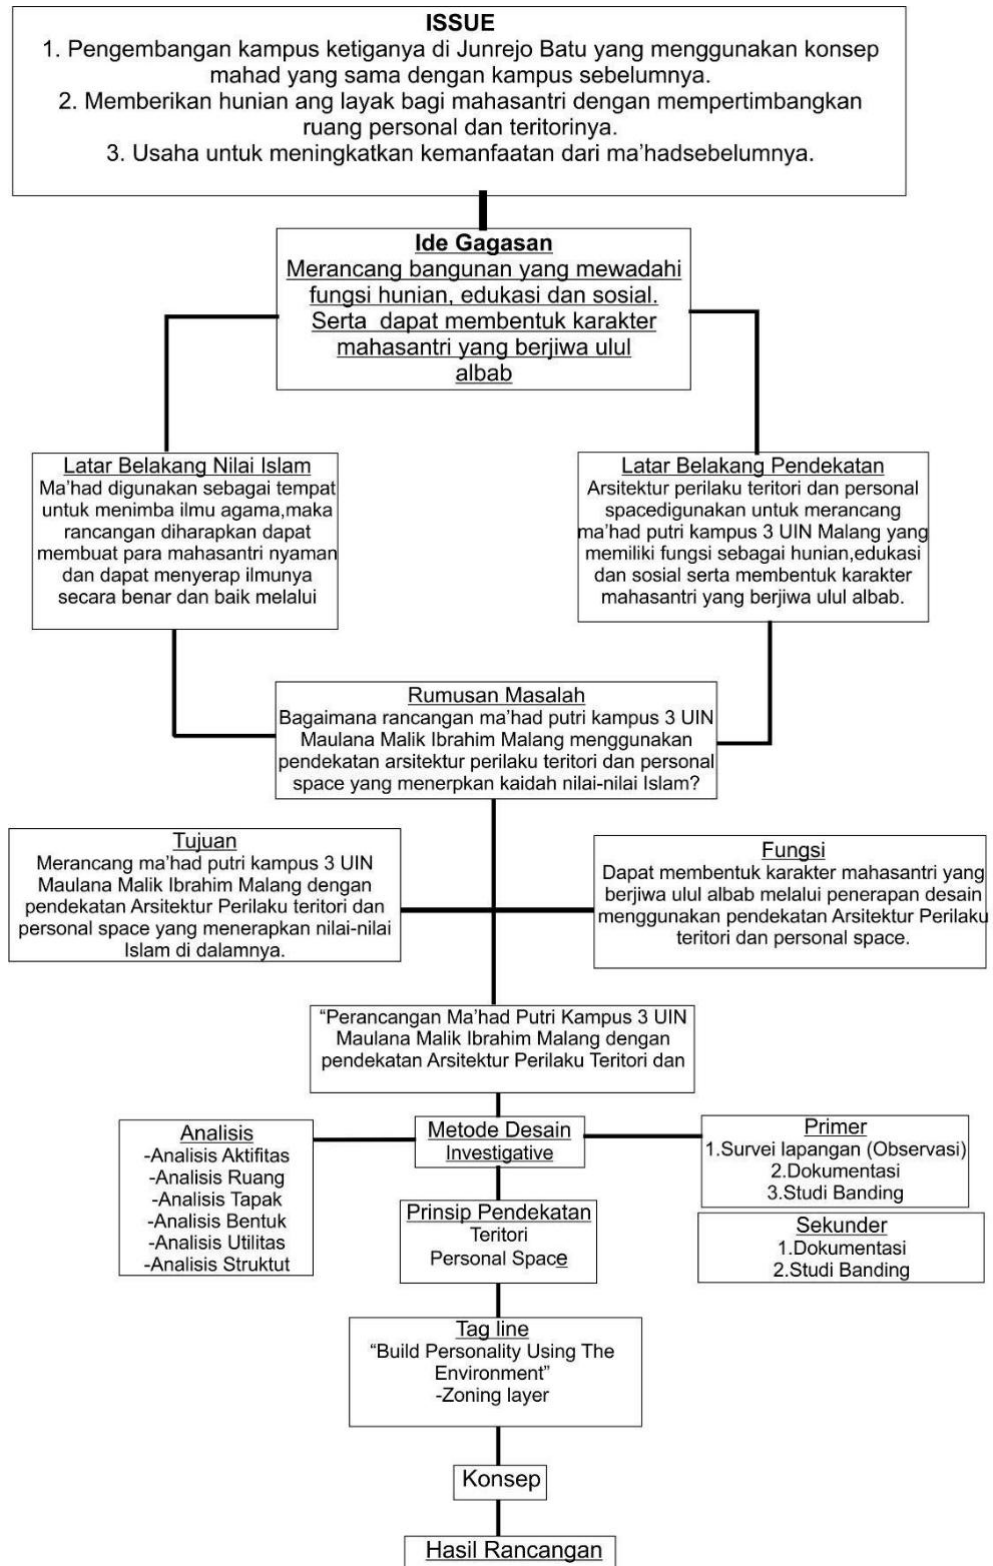 ISSUE
1. Pengembangan kampus ketiganya di Junrejo Batu yang menggunakan konsep
mahad yang sama dengan kampus sebelumnya.
2. Memberikan hunian ang layak bagi mahasantri dengan mempertimbangkan
ruang personal dan teritorinya.
3. Usaha untuk meningkatkan kemanfaatan dari ma'hadsebelumnya.
Ide Gagasan
Merancang bangunan yang mewadahi
fungsi hunian, edukasi dan sosial.
Serta dapat membentuk karakter
mahasantri yang berjiwa ulul
albab
Latar Belakang Nilai Islam
Ma'had digunakan sebagai tempat
untuk menimba ilmu agama,maka
rancangan diharapkan dapat
membuat para mahasantri nyaman
dan dapat menyerap ilmunya
secara benar dan baik melalui
Latar Belakang Pendekatan
Arsitektur perilaku teritori dan personal
spacedigunakan untuk merancang
ma'had putri kampus 3 UIN Malang yang
memiliki fungsi sebagai hunian,edukasi
dan sosial serta membentuk karakter
mahasantri yang berjiwa ulul albab.
Rumusan Masalah
Bagaimana rancangan ma'had putri kampus 3 UIN
Maulana Malik Ibrahim Malang menggunakan
pendekatan arsitektur perilaku teritori dan personal
space yang menerpkan kaidah nilai-nilai Islam?
Tujuan
Merancang ma'had putri kampus 3 UIN
Maulana Malik Ibrahim Malang dengan
pendekatan Arsitektur Perilaku teritori dan
personal space yang menerapkan nilai-nilai
Islam di dalamnya.
Fungsi
Dapat membentuk karakter mahasantri yang
berjiwa ulul albab melalui penerapan desain
menggunakan pendekatan Arsitektur Perilaku
teritori dan personal space.
"Perancangan Ma'had Putri Kampus 3 UIN
Maulana Malik Ibrahim Malang dengan
pendekatan Arsitektur Perilaku Teritori dan
Analisis
-Analisis Aktifitas
-Analisis Ruang
-Analisis Tapak
-Analisis Bentuk
-Analisis Utilitas
-Analisis Struktut
Metode Desain
Investigative
Primer
1.Survei lapangan (Observasi)
2.Dokumentasi
3.Studi Banding
Prinsip Pendekatan
Teritori
Personal Space
Sekunder
1.Dokumentasi
2.Studi Banding
Tag line
"Build Personality Using The
Environment"
-Zoning layer
Konsep
Hasil Rancangan